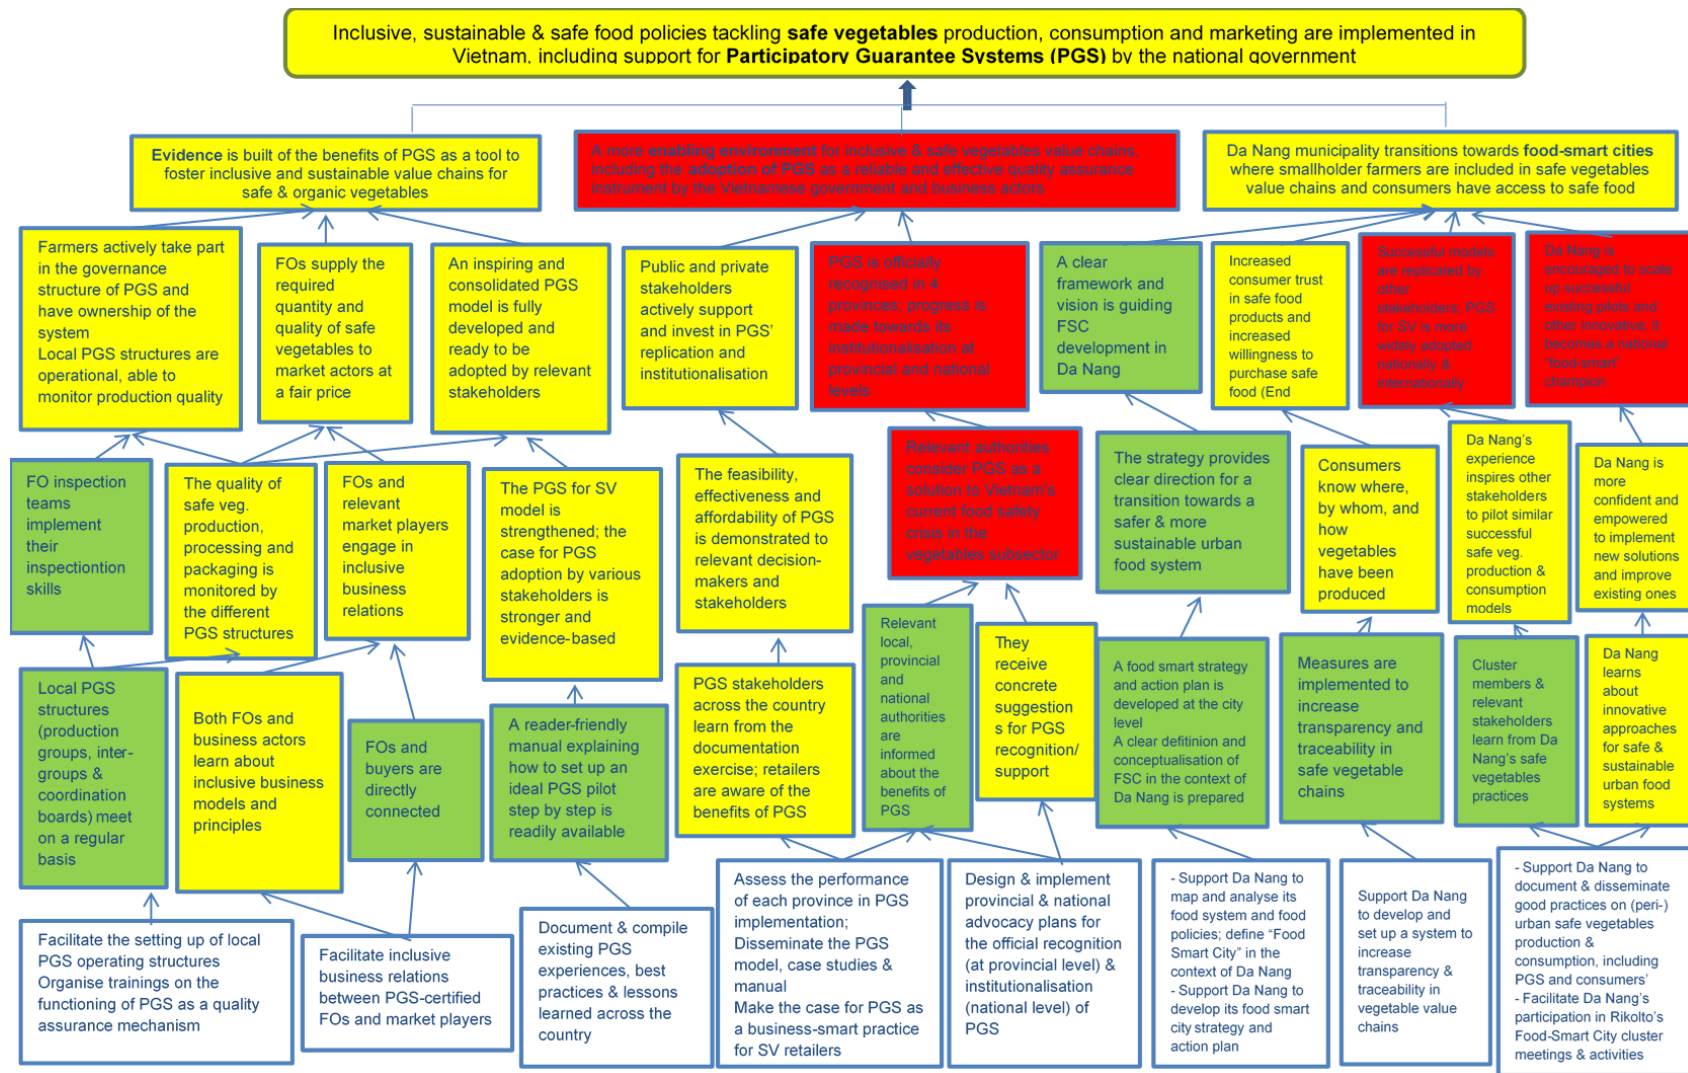 Inclusive, sustainable & safe food policies tackling safe vegetables production, consumption and marketing are implemented in
Vietnam, including support for Participatory Guarantee Systems (PGS) by the national government
Evidence is built of the benefits of PGS as a tool to
foster inclusive and sustainable value chains for
safe & organic vegetables
A more enabling environment for inclusive & safe vegetables value chains,
including the adoption of PGS as a reliable and effective quality assurance
instrument by the Vietnamese government and business actors
Da Nang municipality transitions towards food-smart cities
where smallholder farmers are included in safe vegetables
value chains and consumers have access to safe food
Farmers actively take part
in the governance
structure of PGS and
have ownership of the
system
Local PGS structures are
operational, able to
monitor production quality
FOs supply the
required
quantity and
quality of safe
vegetables to
market actors at
a fair price
An inspiring and
consolidated PGS
model is fully
developed and
ready to be
adopted by relevant
stakeholders
Public and private
stakeholders
actively support
and invest in PGS'
replication and
institutionalisation
PGS is officially
recognised in 4
provinces; progress is
made towards its
institutionalisation at
provincial and national
levels
A clear
framework and
vision is guiding
FSC
development in
Da Nang
Increased
consumer trust
in safe food
products and
increased
willingness to
purchase safe
food (End
Successful models
are replicated by
other
stakeholders; PGS
for SV is more
widely adopted
nationally &
internationally
Da Nang is
encouraged to scale
up successful
existing pilots and
other innovative; it
becomes a national
"food-smart"
champion
FO inspection
teams
implement
their
inspectiontion
skills
The quality of
safe veg.
production,
processing and
packaging is
monitored by
the different
PGS structures
FOs and
relevant
market players
engage in
inclusive
business
relations
The PGS for SV
model is
strengthened; the
case for PGS
adoption by various
stakeholders is
stronger and
evidence-based
The feasibility,
effectiveness and
affordability of PGS
is demonstrated to
relevant decision-
makers and
stakeholders
Relevant authorities
consider PGS as a
solution to Vietnam's
current food safety
crisis in the
vegetables subsector
The strategy provides
clear direction for a
transition towards a
safer & more
sustainable urban
food system
Consumers
know where,
by whom, and
how
vegetables
have been
produced
Da Nang's
experience
inspires other
stakeholders
to pilot similar
successful
safe veg.
production &
consumption
models
Da Nang is
more
confident and
empowered
to implement
new solutions
and improve
existing ones
Local PGS
structures
(production
groups, inter-
groups &
coordination
boards) meet
on a regular
basis
Both FOs and
business actors
learn about
inclusive business
models and
principles
FOs and
buyers are
directly
connected
A reader-friendly
manual explaining
how to set up an
ideal PGS pilot
step by step is
readily available
PGS stakeholders
across the country
learn from the
documentation
exercise; retailers
are aware of the
benefits of PGS
Relevant
local,
provincial
and
national
authorities
are
informed
about the
benefits of
PGS
They
receive
concrete
suggestion
s for PGS
recognition/
support
A food smart strategy
and action plan is
developed at the city
level
A clear defitinion and
conceptualisation of
FSC in the context of
Da Nang is prepared
Measures are
implemented to
increase
transparency and
traceability in
safe vegetable
chains
Cluster
members &
relevant
stakeholders
learn from Da
Nang's safe
vegetables
practices
Da Nang
learns
about
innovative
approaches
for safe &
sustainable
urban food
systems
Facilitate the setting up of local
PGS operating structures
Organise trainings on the
functioning of PGS as a quality
assurance mechanism
Facilitate inclusive
business relations
between PGS-certified
FOs and market players
Document & compile
existing PGS
experiences, best
practices & lessons
learned across the
country
Assess the performance
of each province in PGS
implementation;
Disseminate the PGS
model, case studies &
manual
Make the case for PGS as
a business-smart practice
for SV retailers
Design & implement
provincial & national
advocacy plans for
the official recognition
(at provincial level) &
institutionalisation
(national level) of
PGS
- Support Da Nang to
map and analyse its
food system and food
policies; define "Food
Smart City" in the
context of Da Nang
- Support Da Nang to
develop its food smart
city strategy and
action plan
Support Da Nang
to develop and
set up a system to
increase
transparency &
traceability in
vegetable value
chains
- Support Da Nang to
document & disseminate
good practices on (peri-)
urban safe vegetables
production &
consumption, including
PGS and consumers'
- Facilitate Da Nang's
participation in Rikolto's
Food-Smart City cluster
meetings & activities